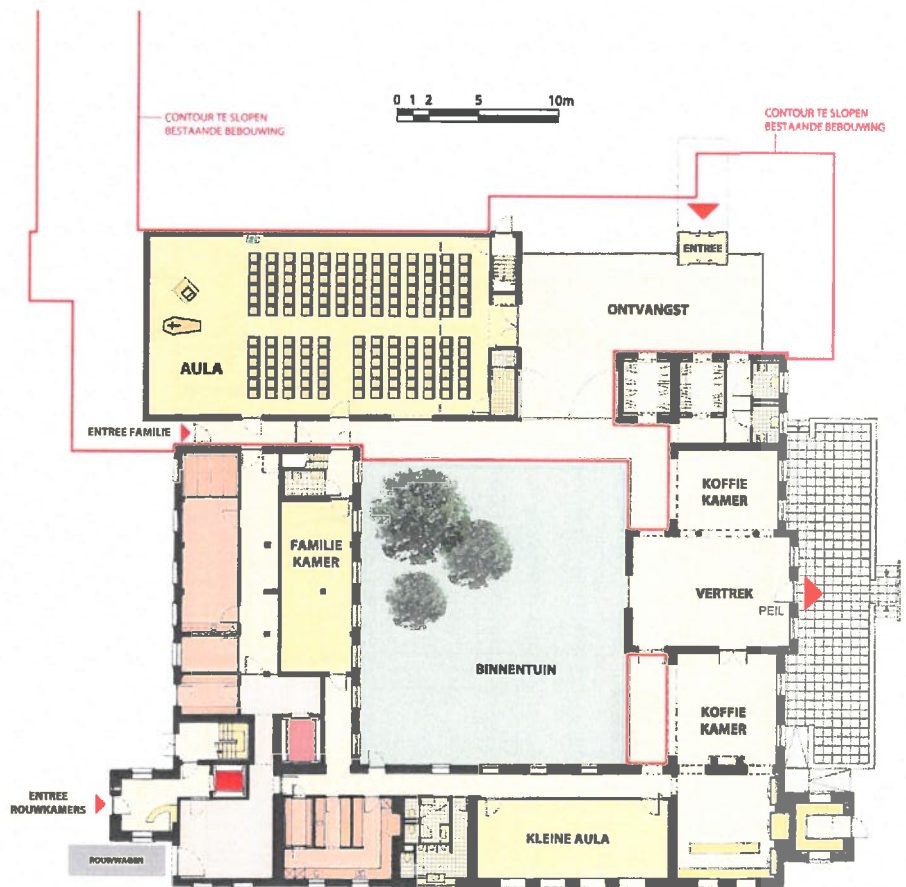 0 1 2 5 10m
CONTOUR TE SLOPEN
BESTAANDE BEBOUWING
CONTOUR TE SLOPEN
BESTAANDE BEBOUWING
ENTREE
ONTVANGST
AULA
ENTREE FAMILIE
KOFFIE
KAMER
FAMILIE
KAMER
VERTREK
PEIL
BINNENTUIN
KOFFIE
KAMER
ENTREE
ROUWKAMERS
KLEINE AULA
ROUWWAGEN